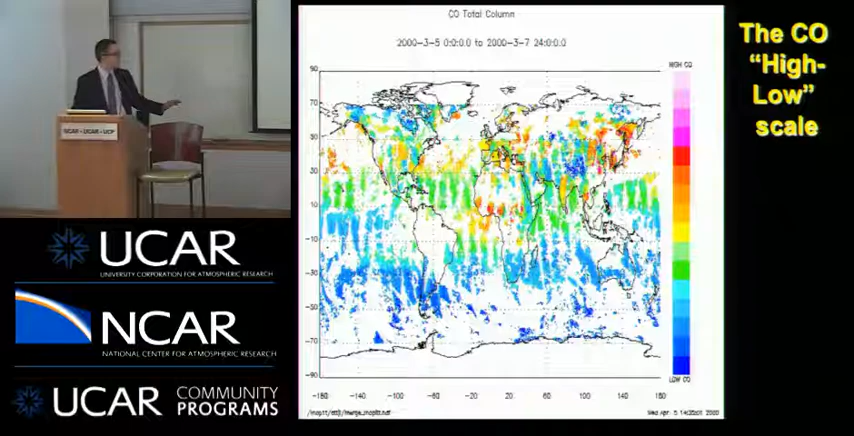 CO Total Column
2000-3-5 0:0:0.0 to 2000-3-7 24:0:0.0
The CO
“High-
Low”
scale
HIGH CO
90
70
50
30
10
-10
-30
-50
-70
-90
LOW CO
-180 -140 -100 -60 -20 20 60 100 140 180
NCAR • UCAR • UCP
UCAR
UNIVERSITY CORPORATION FOR ATMOSPHERIC RESEARCH
NCAR
NATIONAL CENTER FOR ATMOSPHERIC RESEARCH
UCAR COMMUNITY
PROGRAMS